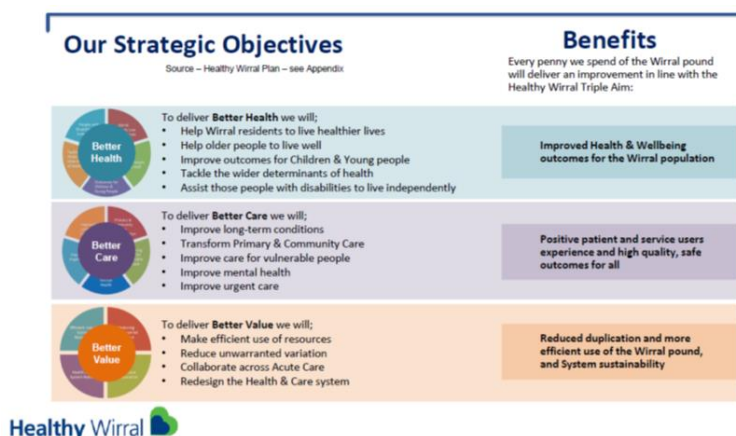 Our Strategic Objectives
Source – Healthy Wirral Plan – see Appendix
Benefits
Every penny we spend of the Wirral pound
will deliver an improvement in line with the
Healthy Wirral Triple Aim:
Better
Health
To deliver Better Health we will;
• Help Wirral residents to live healthier lives
• Help older people to live well
• Improve outcomes for Children & Young people
• Tackle the wider determinants of health
• Assist those people with disabilities to live independently
Improved Health & Wellbeing
outcomes for the Wirral population
Better
Care
To deliver Better Care we will;
• Improve long-term conditions
• Transform Primary & Community Care
• Improve care for vulnerable people
• Improve mental health
• Improve urgent care
Positive patient and service users
experience and high quality, safe
outcomes for all
Better
Value
To deliver Better Value we will;
• Make efficient use of resources
• Reduce unwarranted variation
• Collaborate across Acute Care
• Redesign the Health & Care system
Reduced duplication and more
efficient use of the Wirral pound,
and System sustainability
Healthy Wirral